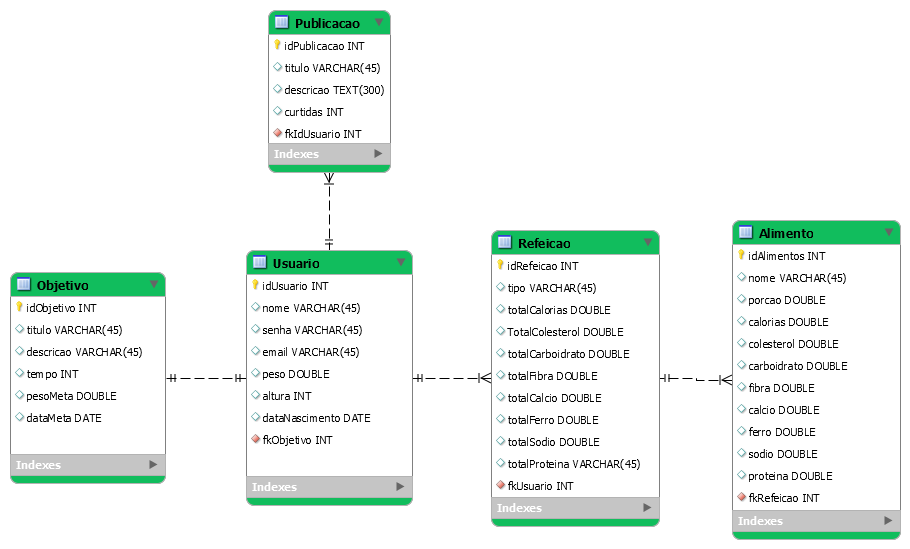 Publicacao
idPublicacao INT
titulo VARCHAR(45)
descricao TEXT(300)
curtidas INT
fkIdUsuario INT
Indexes
Objetivo
idObjetivo INT
titulo VARCHAR(45)
descricao VARCHAR(45)
tempo INT
pesoMeta DOUBLE
dataMeta DATE
Indexes
Usuario
idUsuario INT
nome VARCHAR(45)
senha VARCHAR(45)
email VARCHAR(45)
peso DOUBLE
altura INT
dataNascimento DATE
fkObjetivo INT
Indexes
Refeicao
idRefeicao INT
tipo VARCHAR(45)
totalCalorias DOUBLE
TotalColesterol DOUBLE
totalCarboidrato DOUBLE
totalFibra DOUBLE
totalCalcio DOUBLE
totalFerro DOUBLE
totalSodio DOUBLE
totalProteina VARCHAR(45)
fkUsuario INT
Indexes
Alimento
idAlimentos INT
nome VARCHAR(45)
porcao DOUBLE
calorias DOUBLE
colesterol DOUBLE
carboidrato DOUBLE
fibra DOUBLE
calcio DOUBLE
ferro DOUBLE
sodio DOUBLE
proteina DOUBLE
fkRefeicao INT
Indexes